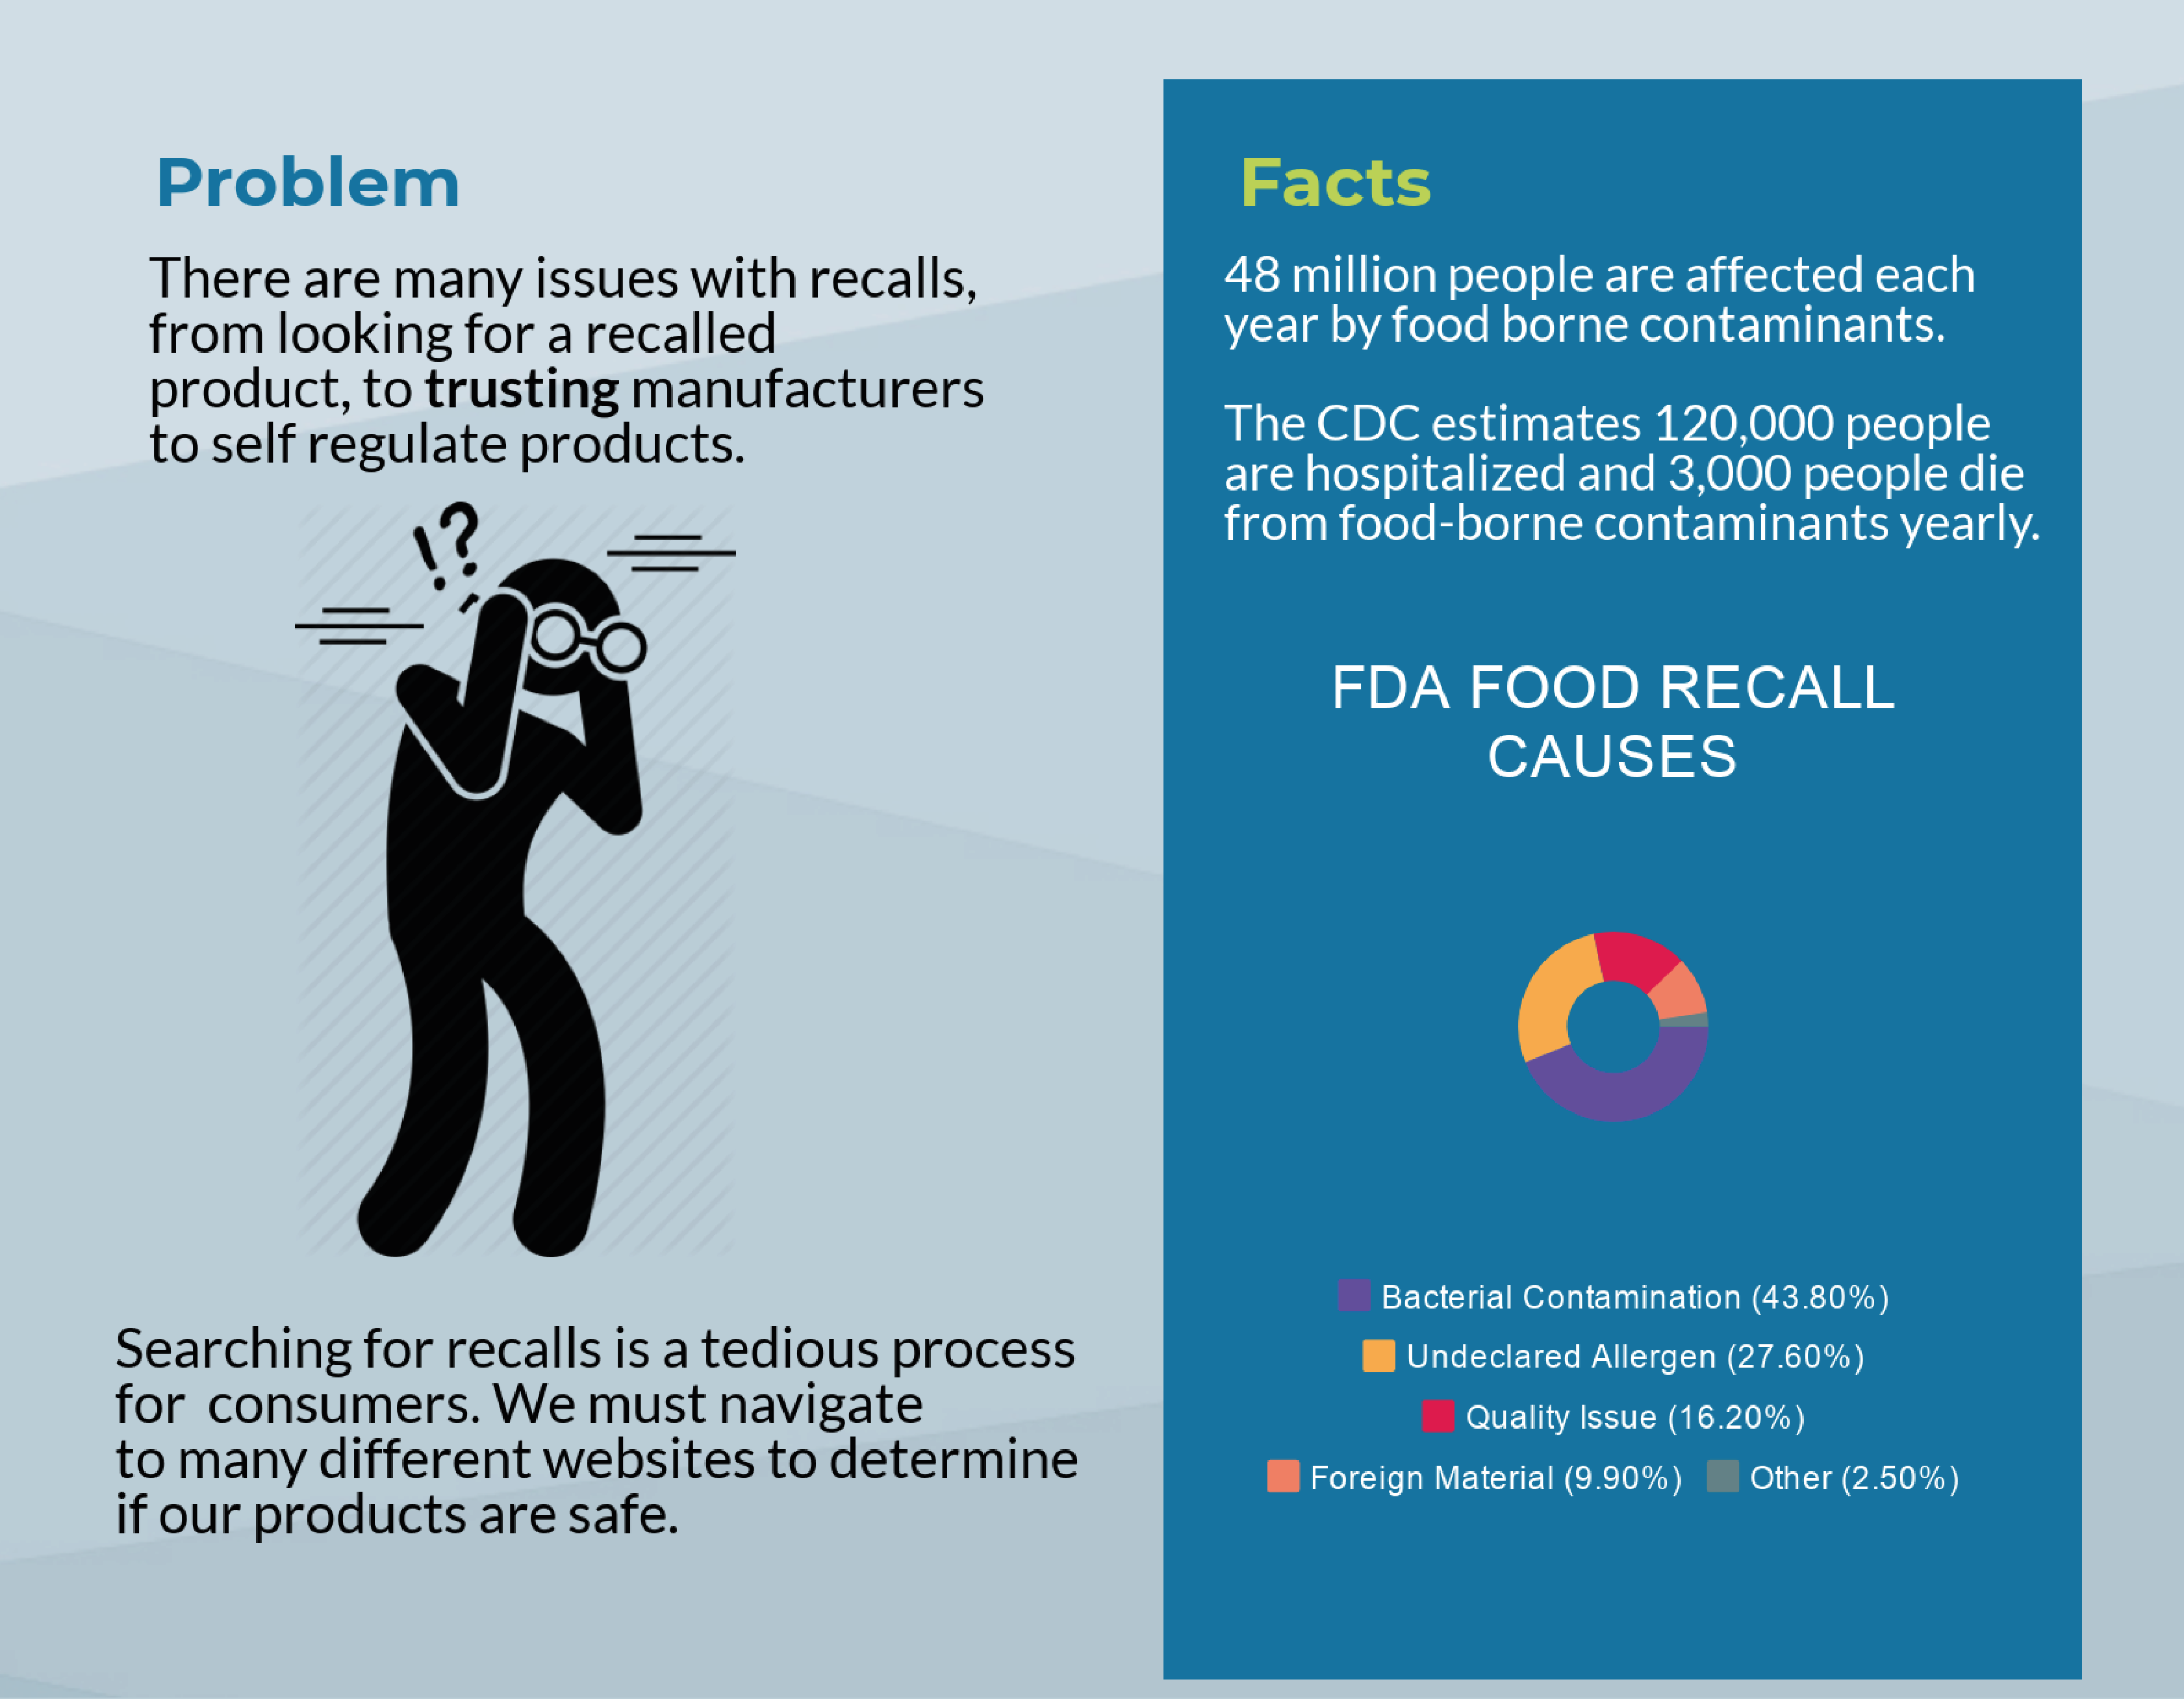 Problem
There are many issues with recalls,
from looking for a recalled
product, to trusting manufacturers
to self regulate products.
!?
Searching for recalls is a tedious process
for  consumers. We must navigate
to many different websites to determine
if our products are safe.
Facts
48 million people are affected each
year by food borne contaminants.
The CDC estimates 120,000 people
are hospitalized and 3,000 people die
from food-borne contaminants yearly.
FDA FOOD RECALL
CAUSES
Bacterial Contamination (43.80%)
Undeclared Allergen (27.60%)
Quality Issue (16.20%)
Foreign Material (9.90%) Other (2.50%)